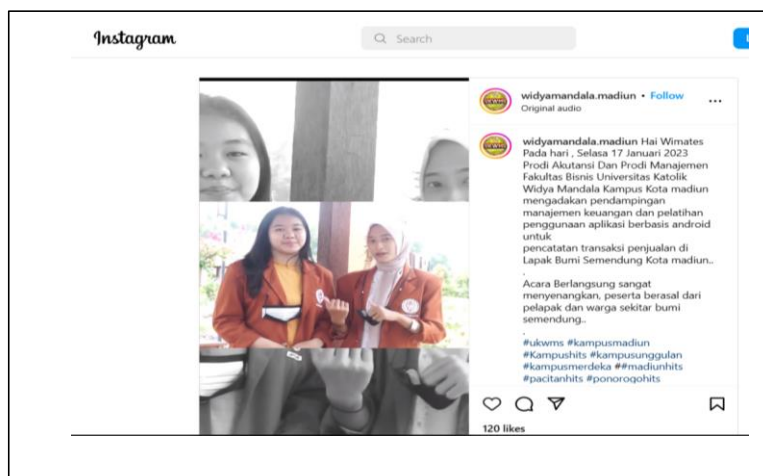 Instagram
Search
widyamandala.madiun • Follow
Original audio
widyamandala.madiun Hai Wimates
Pada hari , Selasa 17 Januari 2023
Prodi Akutansi Dan Prodi Manajemen
Fakultas Bisnis Universitas Katolik
Widya Mandala Kampus Kota madiun
mengadakan pendampingan
manajemen keuangan dan pelatihan
penggunaan aplikasi berbasis android
untuk
pencatatan transaksi penjualan di
Lapak Bumi Semendung Kota madiun..
.
Acara Berlangsung sangat
menyenangkan, peserta berasal dari
pelapak dan warga sekitar bumi
semendung..
.
#ukwms #kampusmadiun
#Kampushits #kampusunggulan
#kampusmerdeka ##madiunhits
#pacitanhits #ponorogohits
120 likes